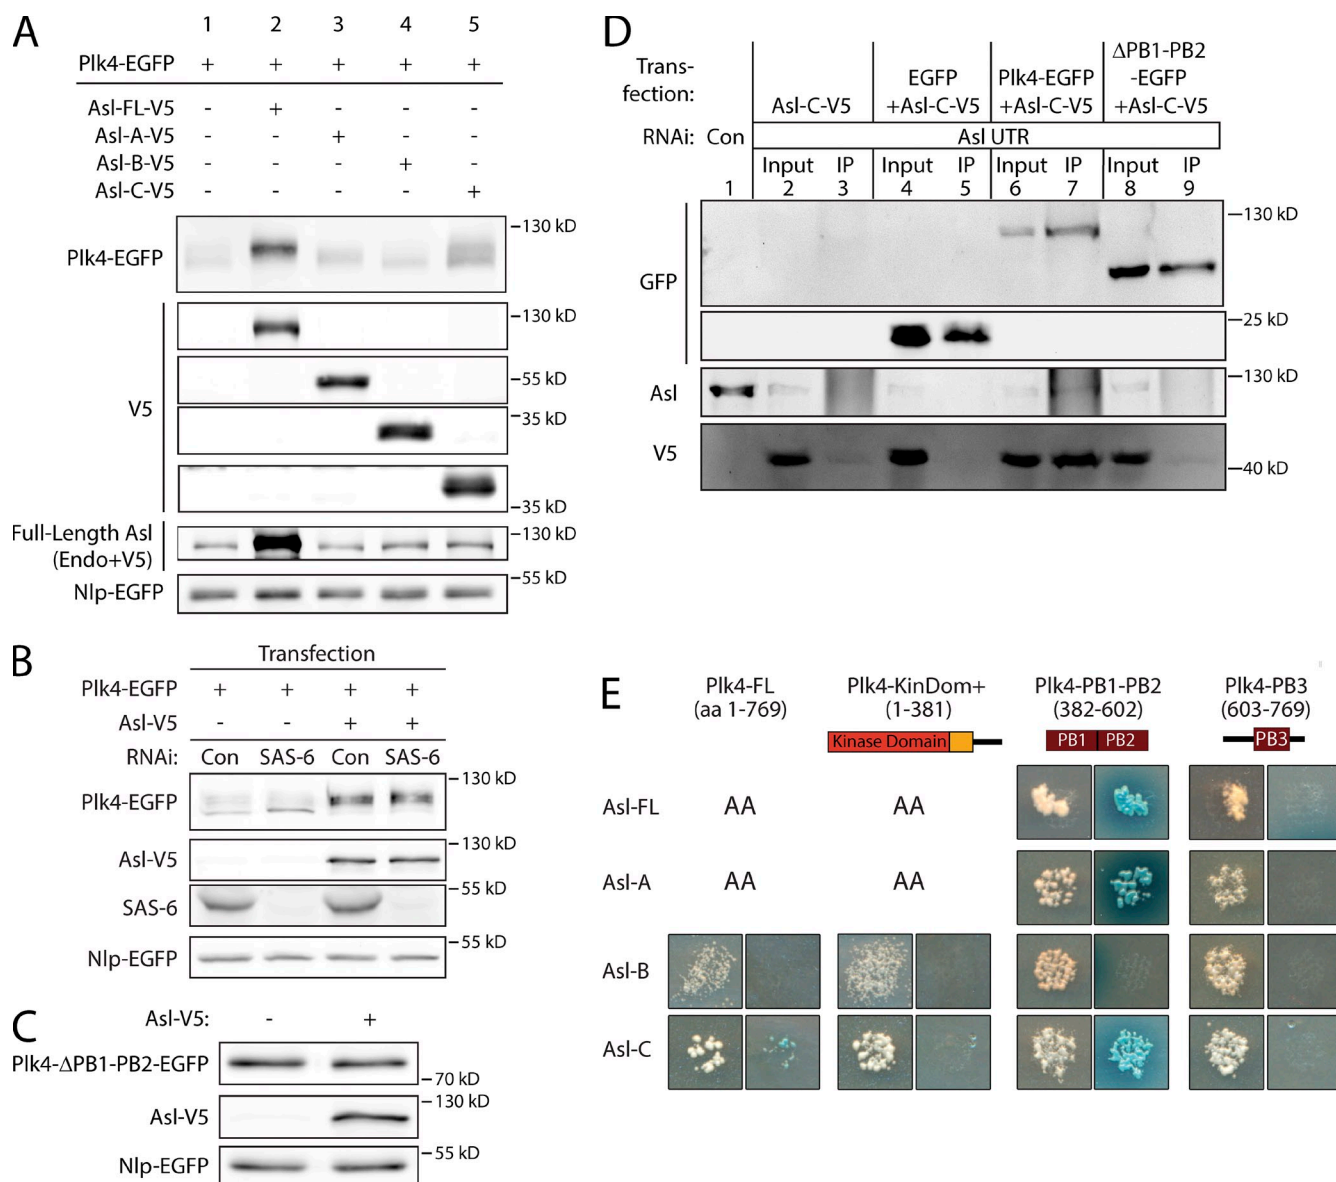 A
1 2 3 4 5
Plk4-EGFP + + + + +
Asl-FL-V5 - + - - -
Asl-A-V5 - - + - -
Asl-B-V5 - - - + -
Asl-C-V5 - - - - +
Plk4-EGFP
130 kD
V5
130 kD
55 kD
35 kD
35 kD
Full-Length Asl
(Endo+V5)
130 kD
Nlp-EGFP
55 kD
B
Transfection
Plk4-EGFP + + + +
Asl-V5 - - + +
RNAi: Con SAS-6 Con SAS-6
Plk4-EGFP
130 kD
Asl-V5
130 kD
SAS-6
55 kD
Nlp-EGFP
55 kD
C
Asl-V5: - +
Plk4-ΔPB1-PB2-EGFP
70 kD
Asl-V5
130 kD
Nlp-EGFP
55 kD
D
Trans-
fection:
Asl-C-V5
EGFP
+Asl-C-V5
Plk4-EGFP
+Asl-C-V5
ΔPB1-PB2
-EGFP
+Asl-C-V5
RNAi: Con Asl UTR
Input IP Input IP Input IP Input IP
1 2 3 4 5 6 7 8 9
GFP
130 kD
25 kD
Asl
130 kD
V5
40 kD
E
Plk4-FL
(aa 1-769)
Plk4-KinDom+
(1-381)
Plk4-PB1-PB2
(382-602)
Plk4-PB3
(603-769)
Kinase Domain
PB1 PB2
PB3
Asl-FL AA AA
Asl-A AA AA
Asl-B
Asl-C